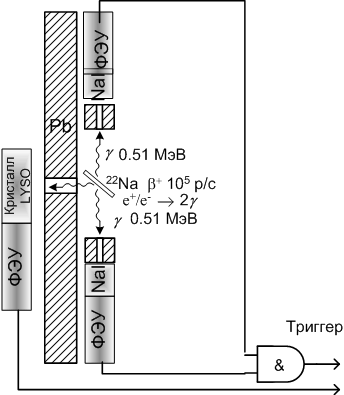 NaI ФЭУ
Pb
γ 0.51 МэВ
Кристалл
LYSO
ФЭУ
²²Na β⁺ 10⁵ р/с
e⁺/e⁻ → 2γ
γ 0.51 МэВ
ФЭУ NaI
Триггер
&